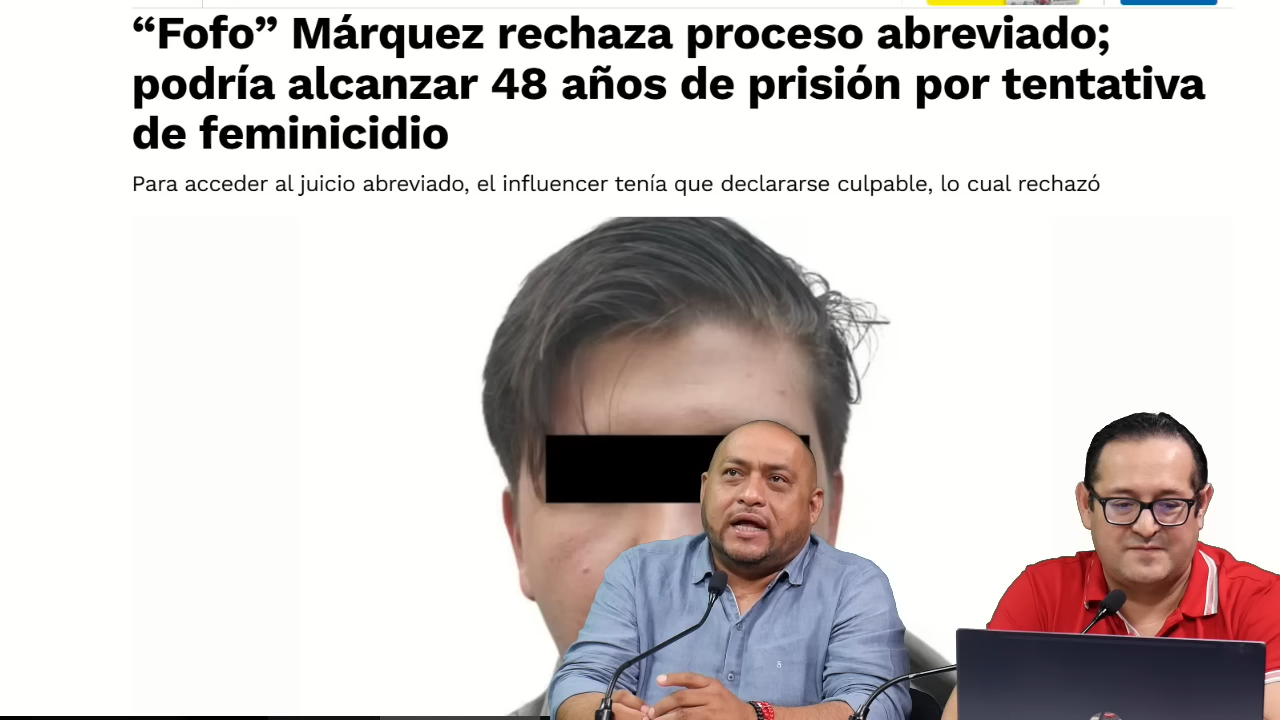 “Fofo” Márquez rechaza proceso abreviado;
podría alcanzar 48 años de prisión por tentativa
de feminicidio
Para acceder al juicio abreviado, el influencer tenía que declararse culpable, lo cual rechazó